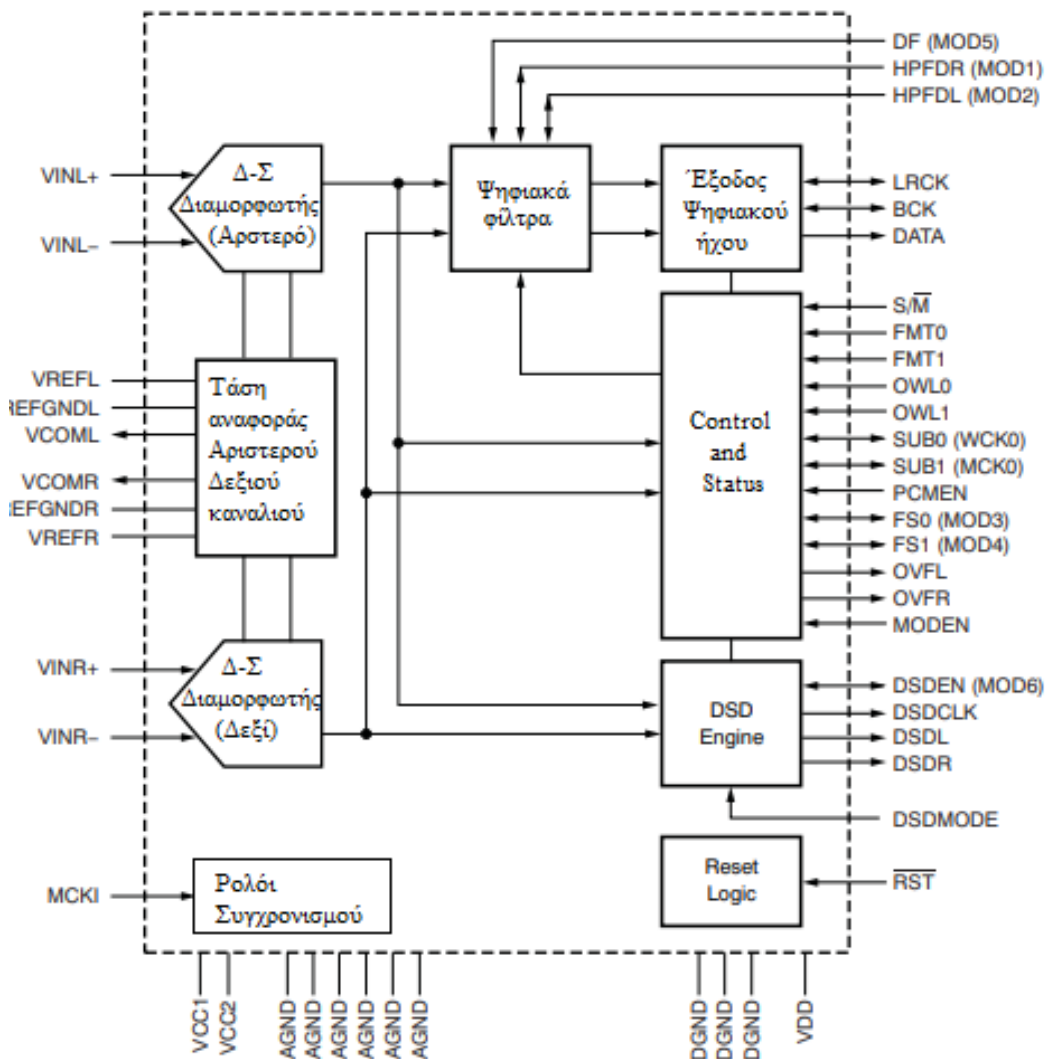 DF (MOD5)
HPFDR (MOD1)
HPFDL (MOD2)
VINL+
VINL−
Δ-Σ
Διαμορφωτής
(Αρστερό)
Ψηφιακά
φίλτρα
Έξοδος
Ψηφιακού
ήχου
LRCK
BCK
DATA
VREFL
REFGNDL
VCOML
VCOMR
REFGNDR
VREFR
Τάση
αναφοράς
Αριστερού
Δεξιού
καναλιού
Control
and
Status
S/M̅
FMT0
FMT1
OWL0
OWL1
SUB0 (WCK0)
SUB1 (MCK0)
PCMEN
FS0 (MOD3)
FS1 (MOD4)
OVFL
OVFR
MODEN
VINR+
VINR−
Δ-Σ
Διαμορφωτής
(Δεξί)
DSD
Engine
DSDEN (MOD6)
DSDCLK
DSDL
DSDR
DSDMODE
MCKI
Ρολόι
Συγχρονισμού
Reset
Logic
R̅S̅T̅
VCC1
VCC2
AGND
AGND
AGND
AGND
AGND
AGND
DGND
DGND
DGND
VDD